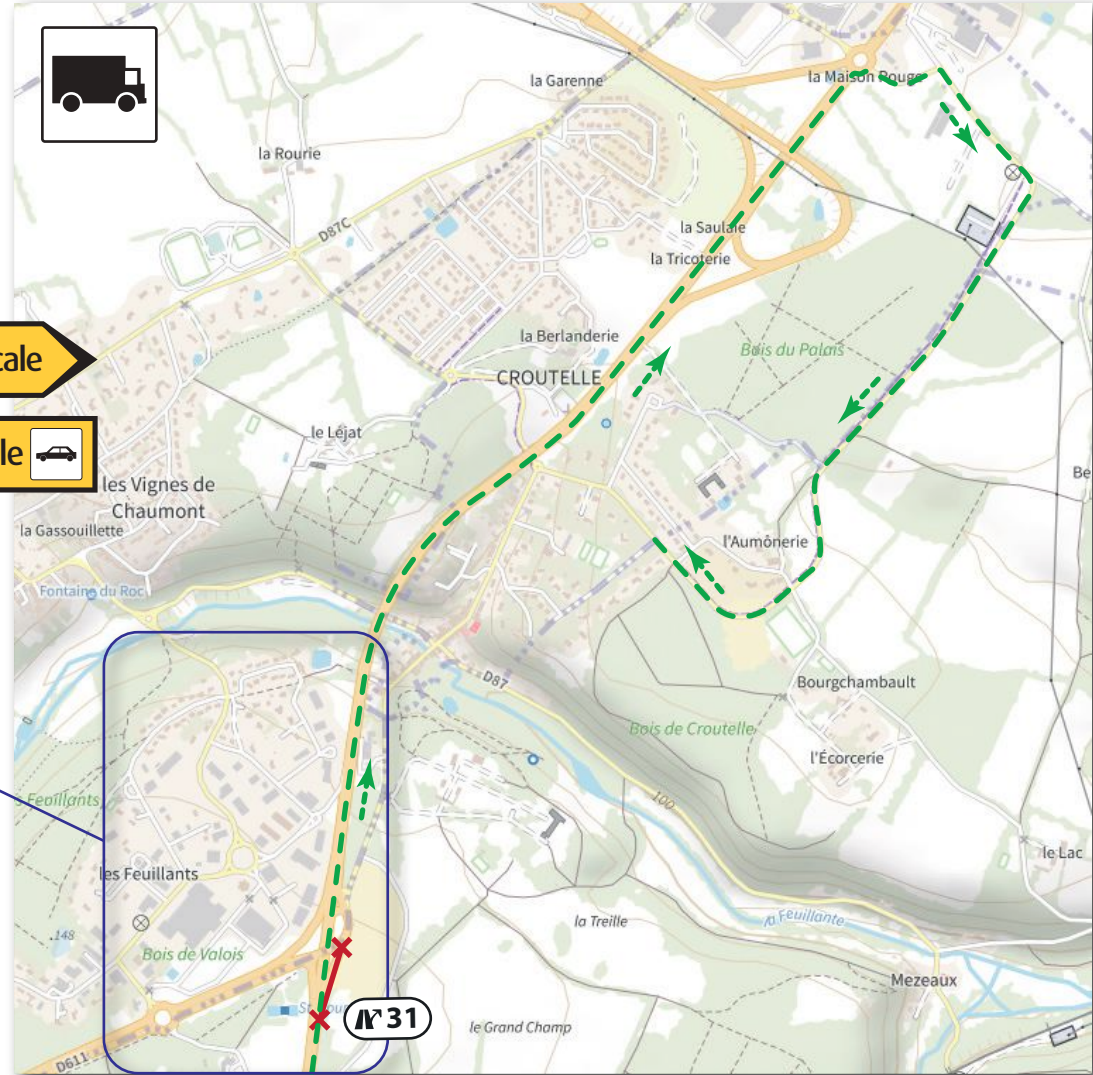 la Garenne
la Maison Rouge
la Rourie
D87C
la Saulaie
la Tricoterie
cale
la Berlanderie
Bois du Palais
CROUTELLE
le Léjat
le
les Vignes de
Chaumont
Be
la Gassouillette
l'Aumônerie
Fontaine du Roc
D87
Bourgchambault
Bois de Croutelle
l'Écorcerie
s Feuillants
100
le Lac
les Feuillants
la Treille
la Feuillante
.148
Bois de Valois
Mezeaux
31
le Grand Champ
D611